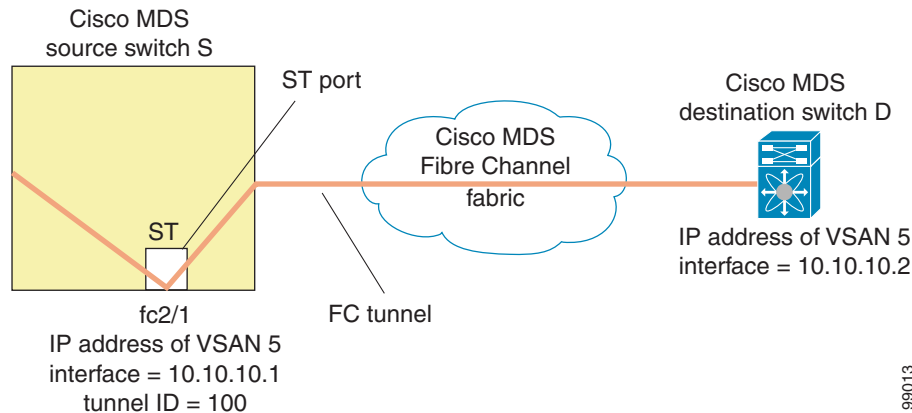 Cisco MDS
source switch S
ST port
Cisco MDS
Fibre Channel
fabric
Cisco MDS
destination switch D
ST
fc2/1
IP address of VSAN 5
interface = 10.10.10.1
tunnel ID = 100
FC tunnel
IP address of VSAN 5
interface = 10.10.10.2
99013